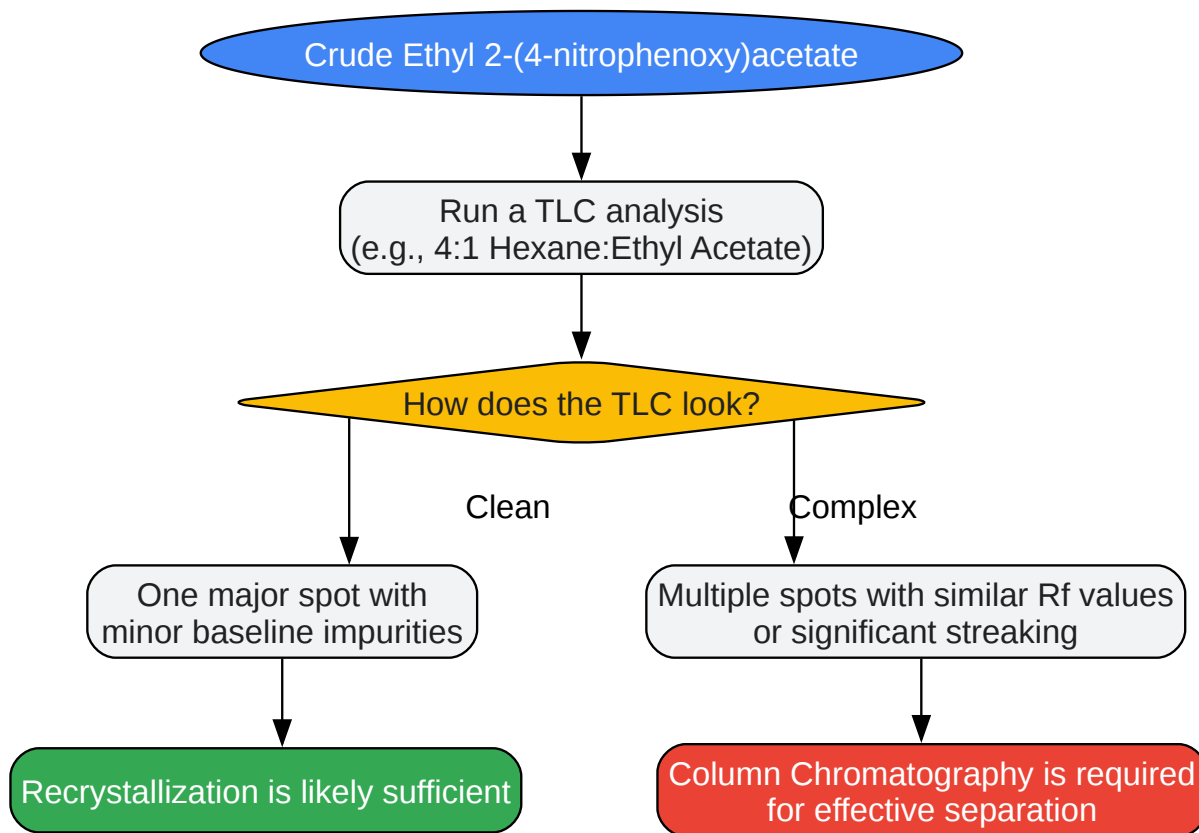 Crude Ethyl 2-(4-nitrophenoxy)acetate
Run a TLC analysis
(e.g., 4:1 Hexane:Ethyl Acetate)
How does the TLC look?
Clean
Complex
One major spot with
minor baseline impurities
Multiple spots with similar Rf values
or significant streaking
Recrystallization is likely sufficient
Column Chromatography is required
for effective separation